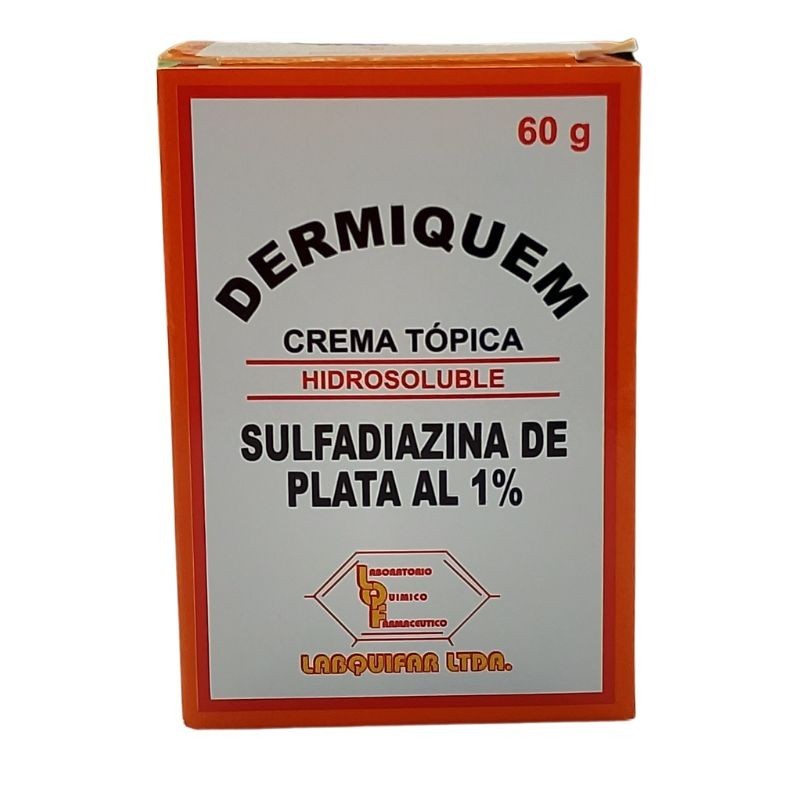 60 g
DERMIQUEM
CREMA TÓPICA
HIDROSOLUBLE
SULFADIAZINA DE
PLATA AL 1%
LABORATORIO
QUIMICO
FARMACEUTICO
LABQUIFAR LTDA.